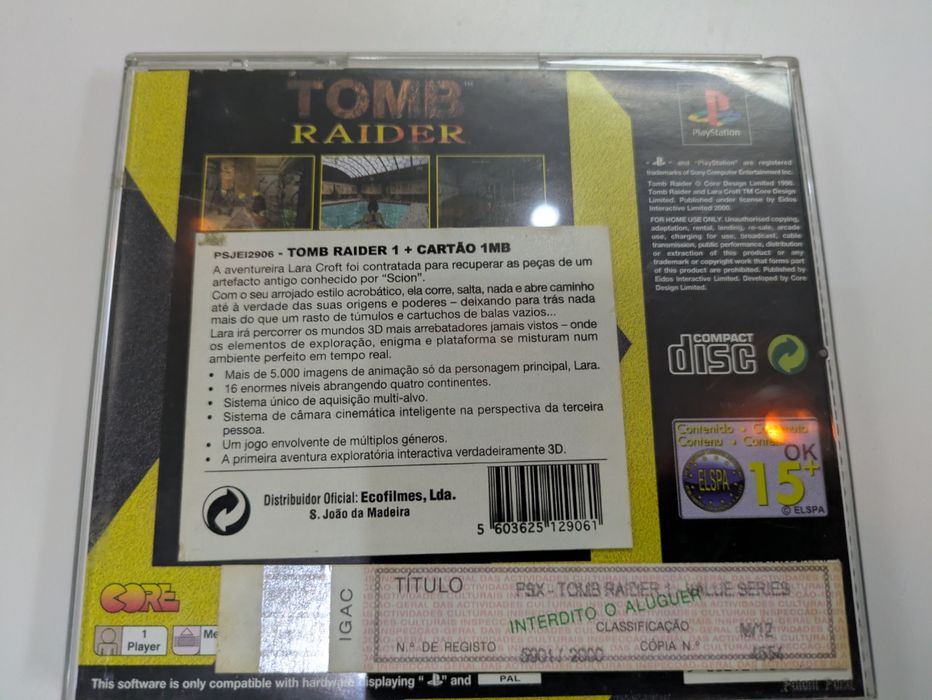 TOMB
RAIDER
PlayStation
" " and "PlayStation" are registered
trademarks of Sony Computer Entertainment Inc.
Tomb Raider © Core Design Limited 1996.
Tomb Raider and Lara Croft TM Core Design
Limited. Published under license by Eidos
Interactive Limited 2000.
FOR HOME USE ONLY. Unauthorised copying,
adaptation, rental, lending, re-sale, arcade
use, charging for use, broadcast, cable
transmission, public performance, distribution
or extraction of this product or any
trademark or copyright work that forms part
of this product are prohibited. Published by
Eidos Interactive Limited. Developed by Core
Design Limited.
PSJEI2906 - TOMB RAIDER 1 + CARTÃO 1MB
A aventureira Lara Croft foi contratada para recuperar as peças de um
artefacto antigo conhecido por “Scion”.
Com o seu arrojado estilo acrobático, ela corre, salta, nada e abre caminho
até à verdade das suas origens e poderes – deixando para trás nada
mais do que um rasto de túmulos e cartuchos de balas vazios...
Lara irá percorrer os mundos 3D mais arrebatadores jamais vistos – onde
os elementos de exploração, enigma e plataforma se misturam num
ambiente perfeito em tempo real.
• Mais de 5.000 imagens de animação só da personagem principal, Lara.
• 16 enormes níveis abrangendo quatro continentes.
• Sistema único de aquisição multi-alvo.
• Sistema de câmara cinemática inteligente na perspectiva da terceira
pessoa.
• Um jogo envolvente de múltiplos géneros.
• A primeira aventura exploratória interactiva verdadeiramente 3D.
Distribuidor Oficial: Ecofilmes, Lda.
S. João da Madeira
5 603625 129061
COMPACT
disc
Contenido •
Contenu •
OK
ELSPA
15+
© ELSPA
CORE
1
Player
Me
IGAC
TÍTULO
PSX - TOMB RAIDER 1 VALUE SERIES
INTERDITO O ALUGUER
CLASSIFICAÇÃO
M/12
N.º DE REGISTO
5901 / 2000
CÓPIA N.º
This software is only compatible with hardware displaying " " and
PAL